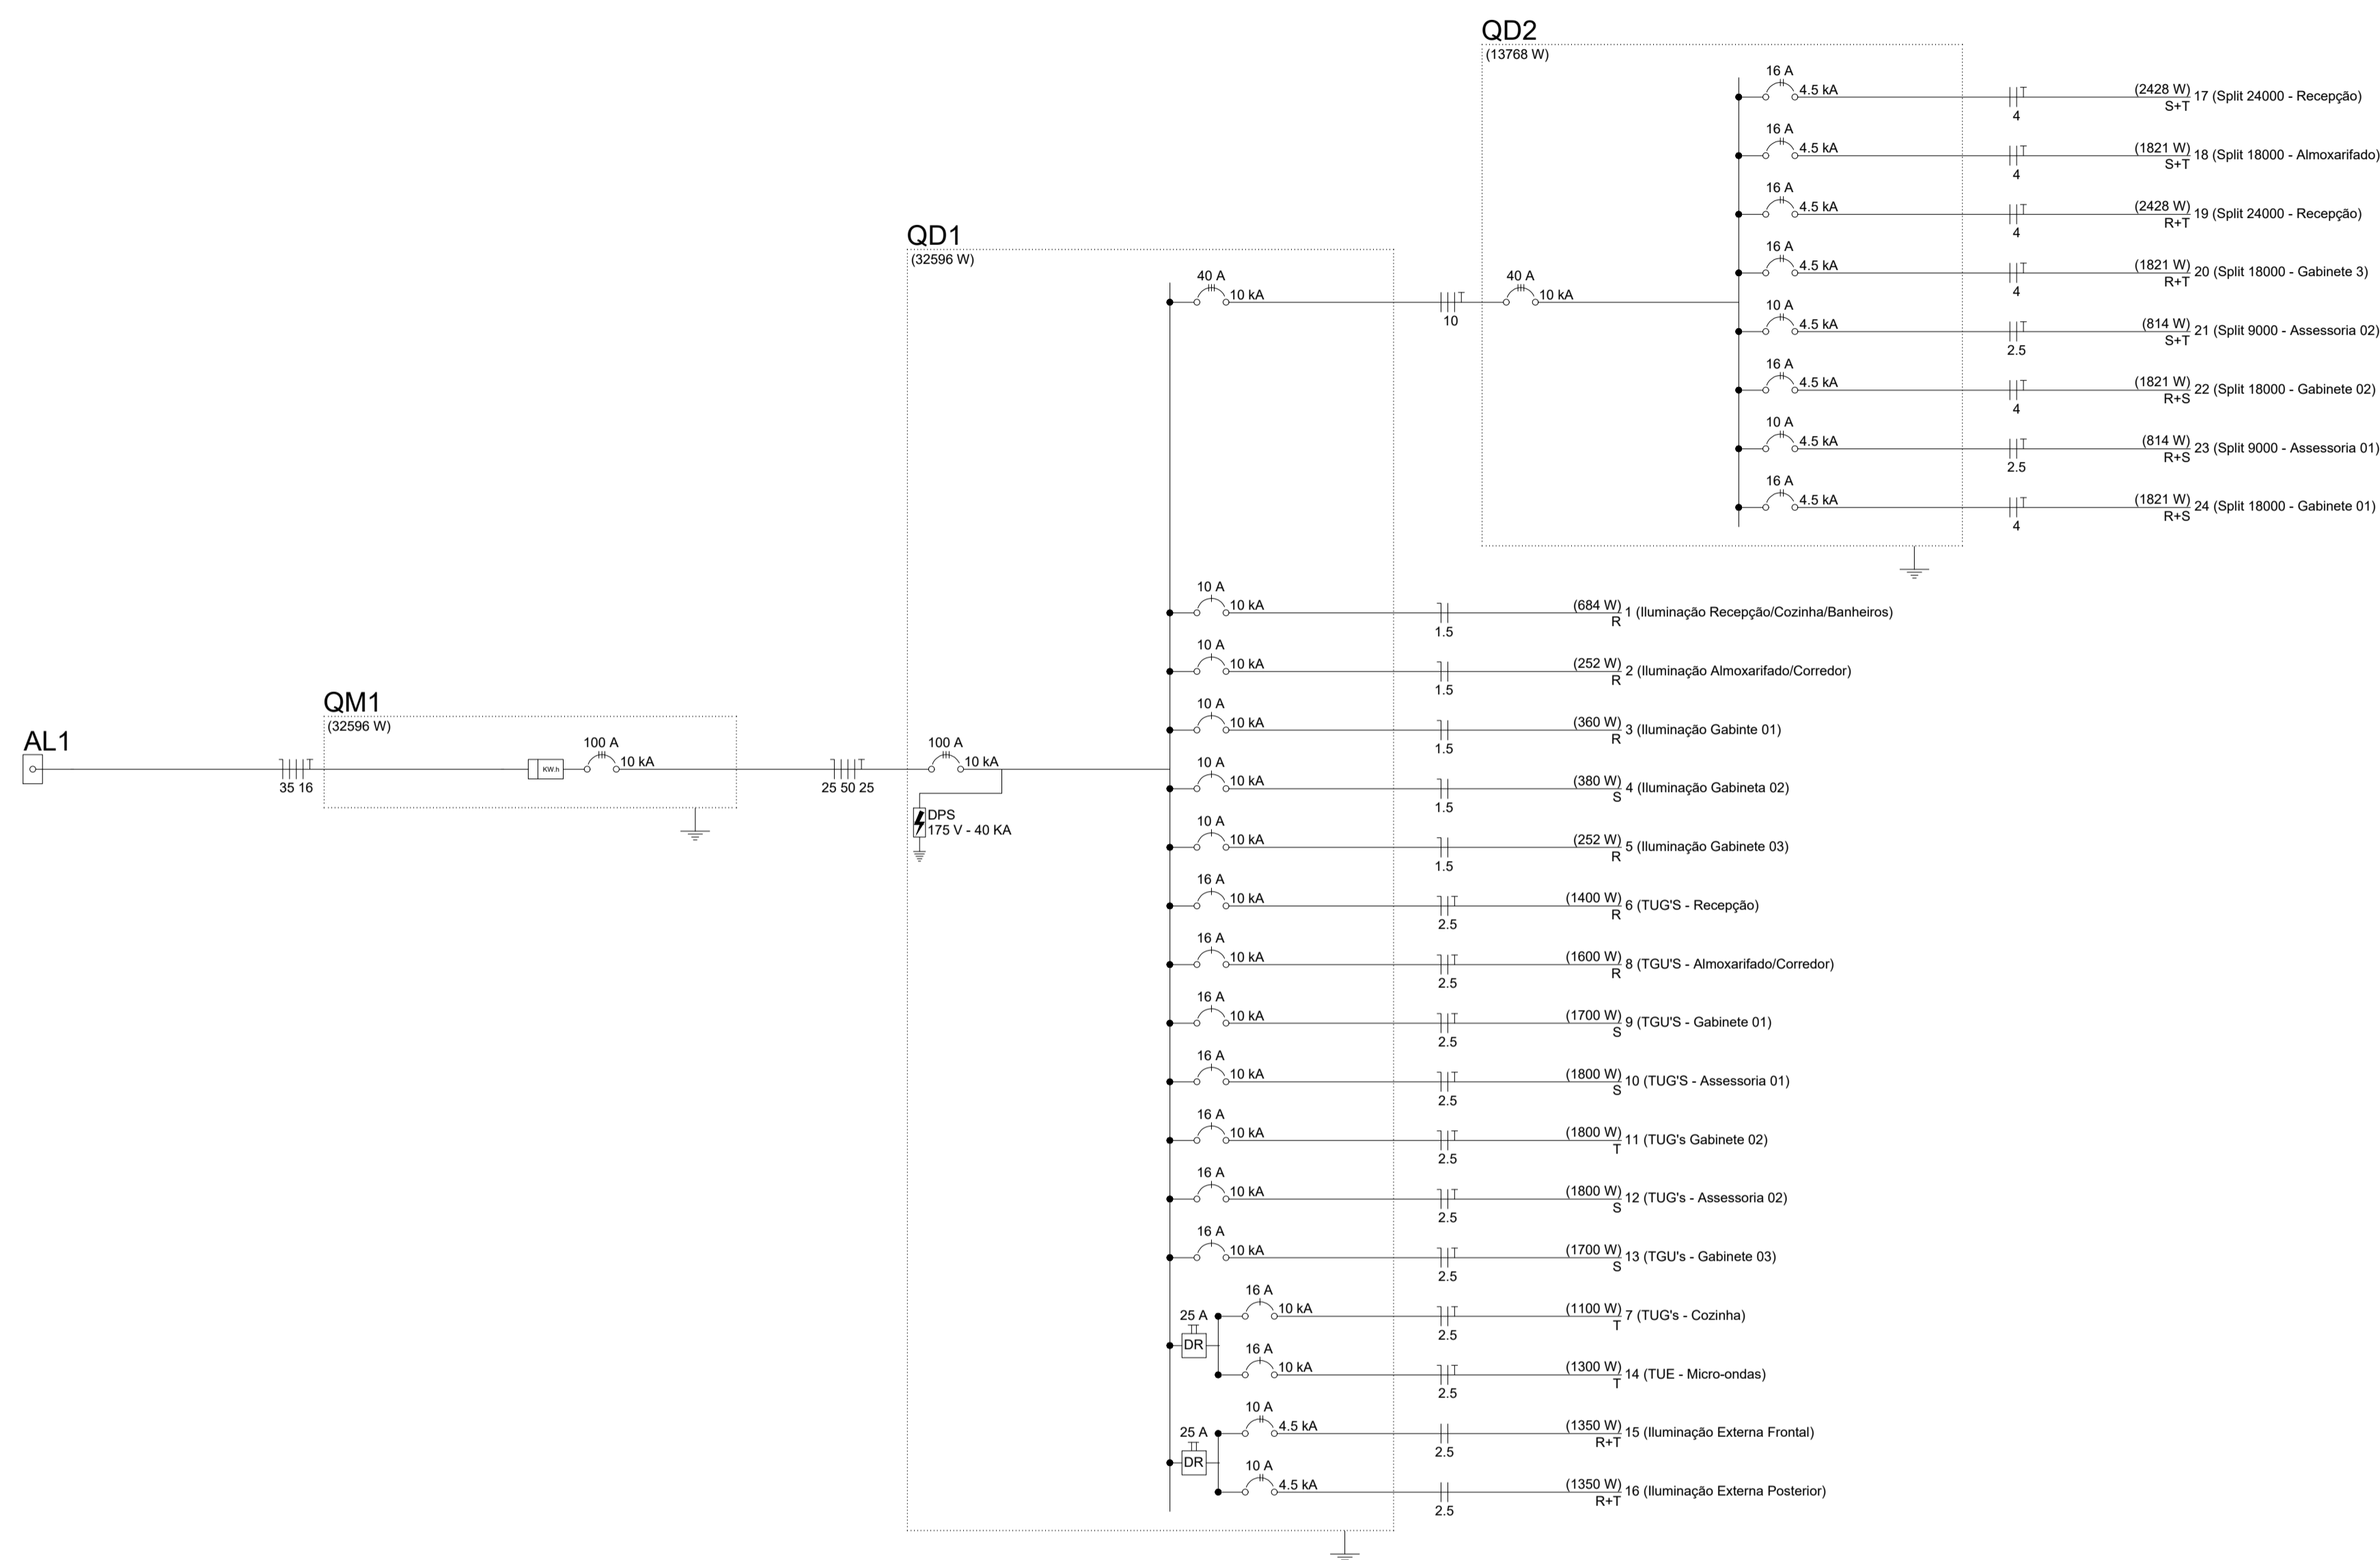 QD2
(13768 W)
16 A
4.5 kA
4
(2428 W)
S+T
17 (Split 24000 - Recepção)
16 A
4.5 kA
4
(1821 W)
S+T
18 (Split 18000 - Almoxarifado)
16 A
4.5 kA
4
(2428 W)
R+T
19 (Split 24000 - Recepção)
16 A
4.5 kA
4
(1821 W)
R+T
20 (Split 18000 - Gabinete 3)
10 A
4.5 kA
2.5
(814 W)
S+T
21 (Split 9000 - Assessoria 02)
16 A
4.5 kA
4
(1821 W)
R+S
22 (Split 18000 - Gabinete 02)
10 A
4.5 kA
2.5
(814 W)
R+S
23 (Split 9000 - Assessoria 01)
16 A
4.5 kA
4
(1821 W)
R+S
24 (Split 18000 - Gabinete 01)
QD1
(32596 W)
40 A
10 kA
T
10
40 A
10 kA
10 A
10 kA
1.5
(684 W)
R
1 (Iluminação Recepção/Cozinha/Banheiros)
10 A
10 kA
1.5
(252 W)
R
2 (Iluminação Almoxarifado/Corredor)
10 A
10 kA
1.5
(360 W)
R
3 (Iluminação Gabinte 01)
10 A
10 kA
1.5
(380 W)
S
4 (Iluminação Gabineta 02)
10 A
10 kA
1.5
(252 W)
R
5 (Iluminação Gabinete 03)
16 A
10 kA
2.5
(1400 W)
R
6 (TUG'S - Recepção)
16 A
10 kA
2.5
(1600 W)
R
8 (TGU'S - Almoxarifado/Corredor)
16 A
10 kA
2.5
(1700 W)
S
9 (TGU'S - Gabinete 01)
16 A
10 kA
2.5
(1800 W)
S
10 (TUG'S - Assessoria 01)
16 A
10 kA
2.5
(1800 W)
T
11 (TUG's Gabinete 02)
16 A
10 kA
2.5
(1800 W)
S
12 (TUG's - Assessoria 02)
16 A
10 kA
2.5
(1700 W)
S
13 (TGU's - Gabinete 03)
25 A
DR
16 A
10 kA
2.5
(1100 W)
T
7 (TUG's - Cozinha)
16 A
10 kA
2.5
(1300 W)
T
14 (TUE - Micro-ondas)
25 A
DR
10 A
4.5 kA
2.5
(1350 W)
R+T
15 (Iluminação Externa Frontal)
10 A
4.5 kA
2.5
(1350 W)
R+T
16 (Iluminação Externa Posterior)
QM1
(32596 W)
AL1
35 16
KW.h
100 A
10 kA
25 50 25
100 A
10 kA
DPS
175 V - 40 KA